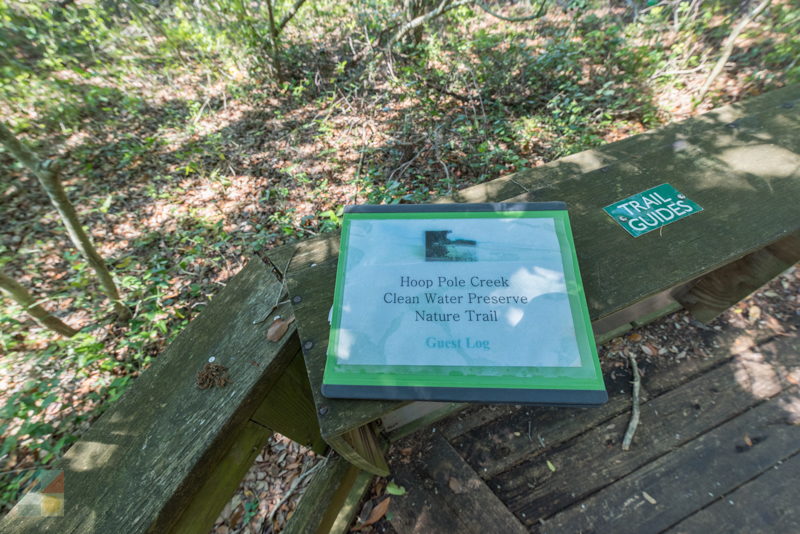 Hoop Pole Creek
Clean Water Preserve
Nature Trail
Guest Log
TRAIL
GUIDES